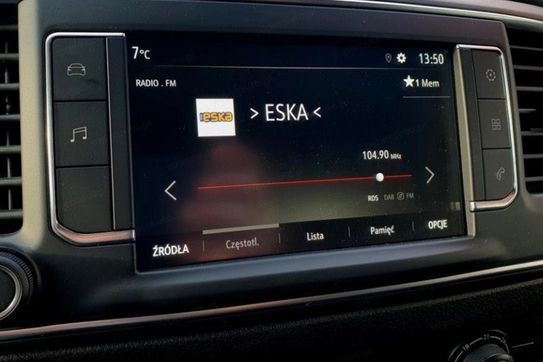 7°C
13:50
RADIO . FM
1 Mem
eska
> ESKA <
104.90 MHz
RDS DAB FM
ŹRÓDŁA
Częstotl.
Lista
Pamięć
OPCJE